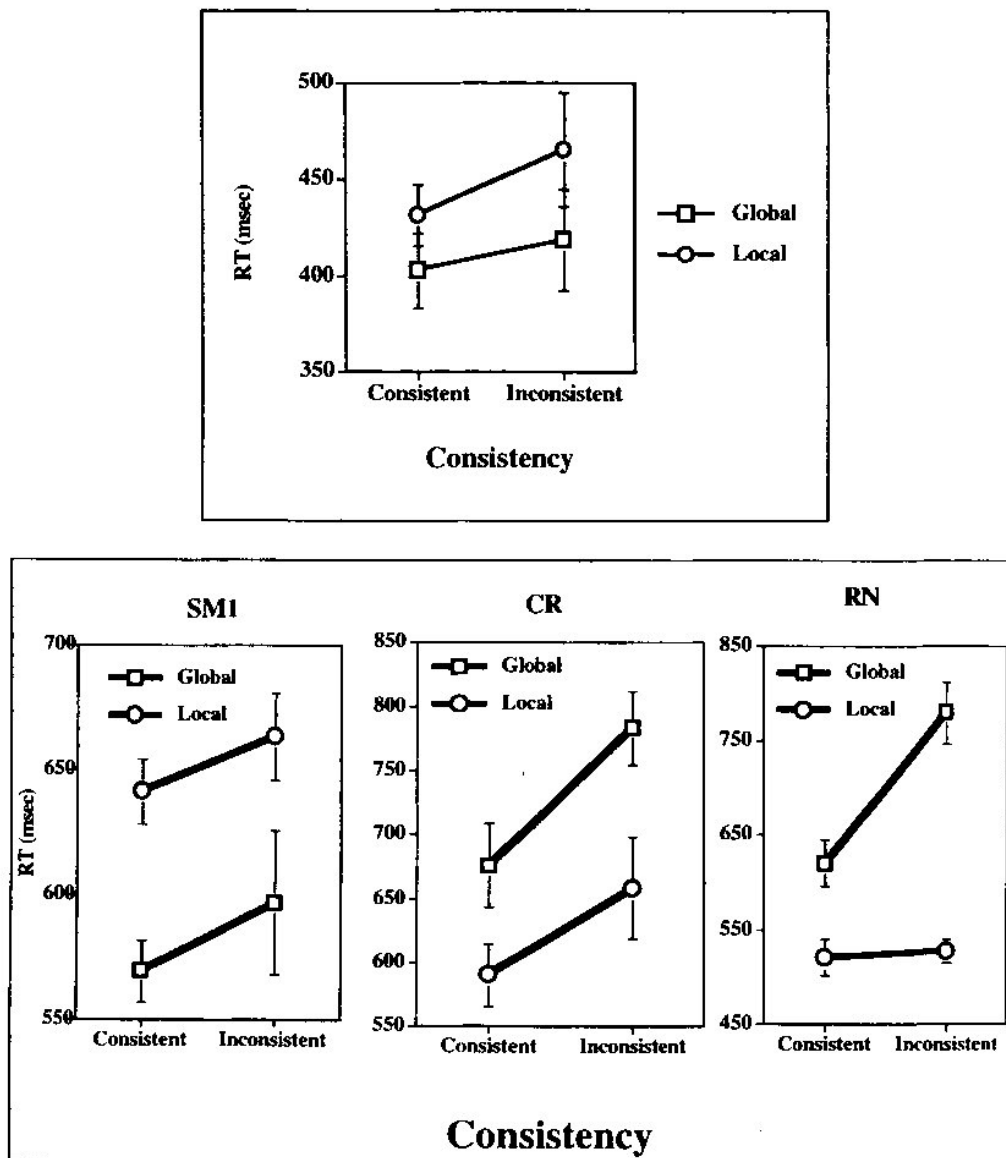 500
450
400
350
RT (msec)
Global
Local
Consistent Inconsistent
Consistency
SM1
700
650
600
550
RT (msec)
Global
Local
Consistent Inconsistent
CR
850
800
750
700
650
600
550
Global
Local
Consistent Inconsistent
RN
850
750
650
550
450
Global
Local
Consistent Inconsistent
Consistency